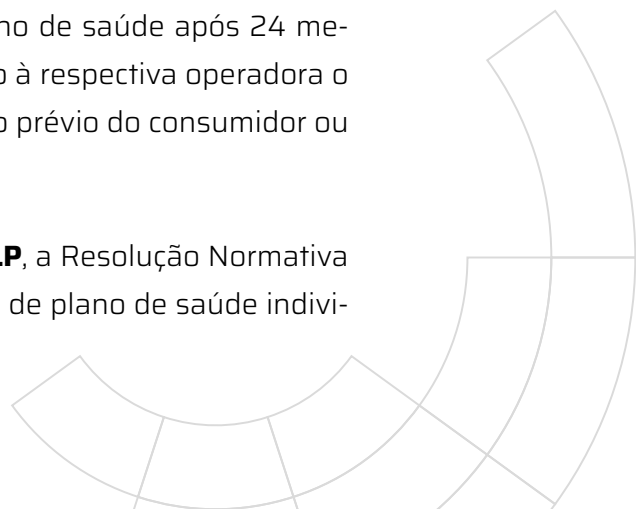 no de saúde após 24 me-
o à respectiva operadora o
o prévio do consumidor ou
LP, a Resolução Normativa
de plano de saúde indivi-